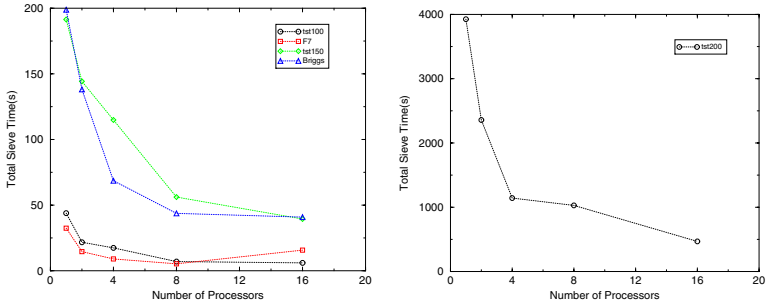 200
150
100
50
0
Total Sieve Time(s)
tst100
F7
tst150
Briggs
0 4 8 12 16 20
Number of Processors
4000
3000
2000
1000
0
Total Sieve Time(s)
tst200
0 4 8 12 16 20
Number of Processors